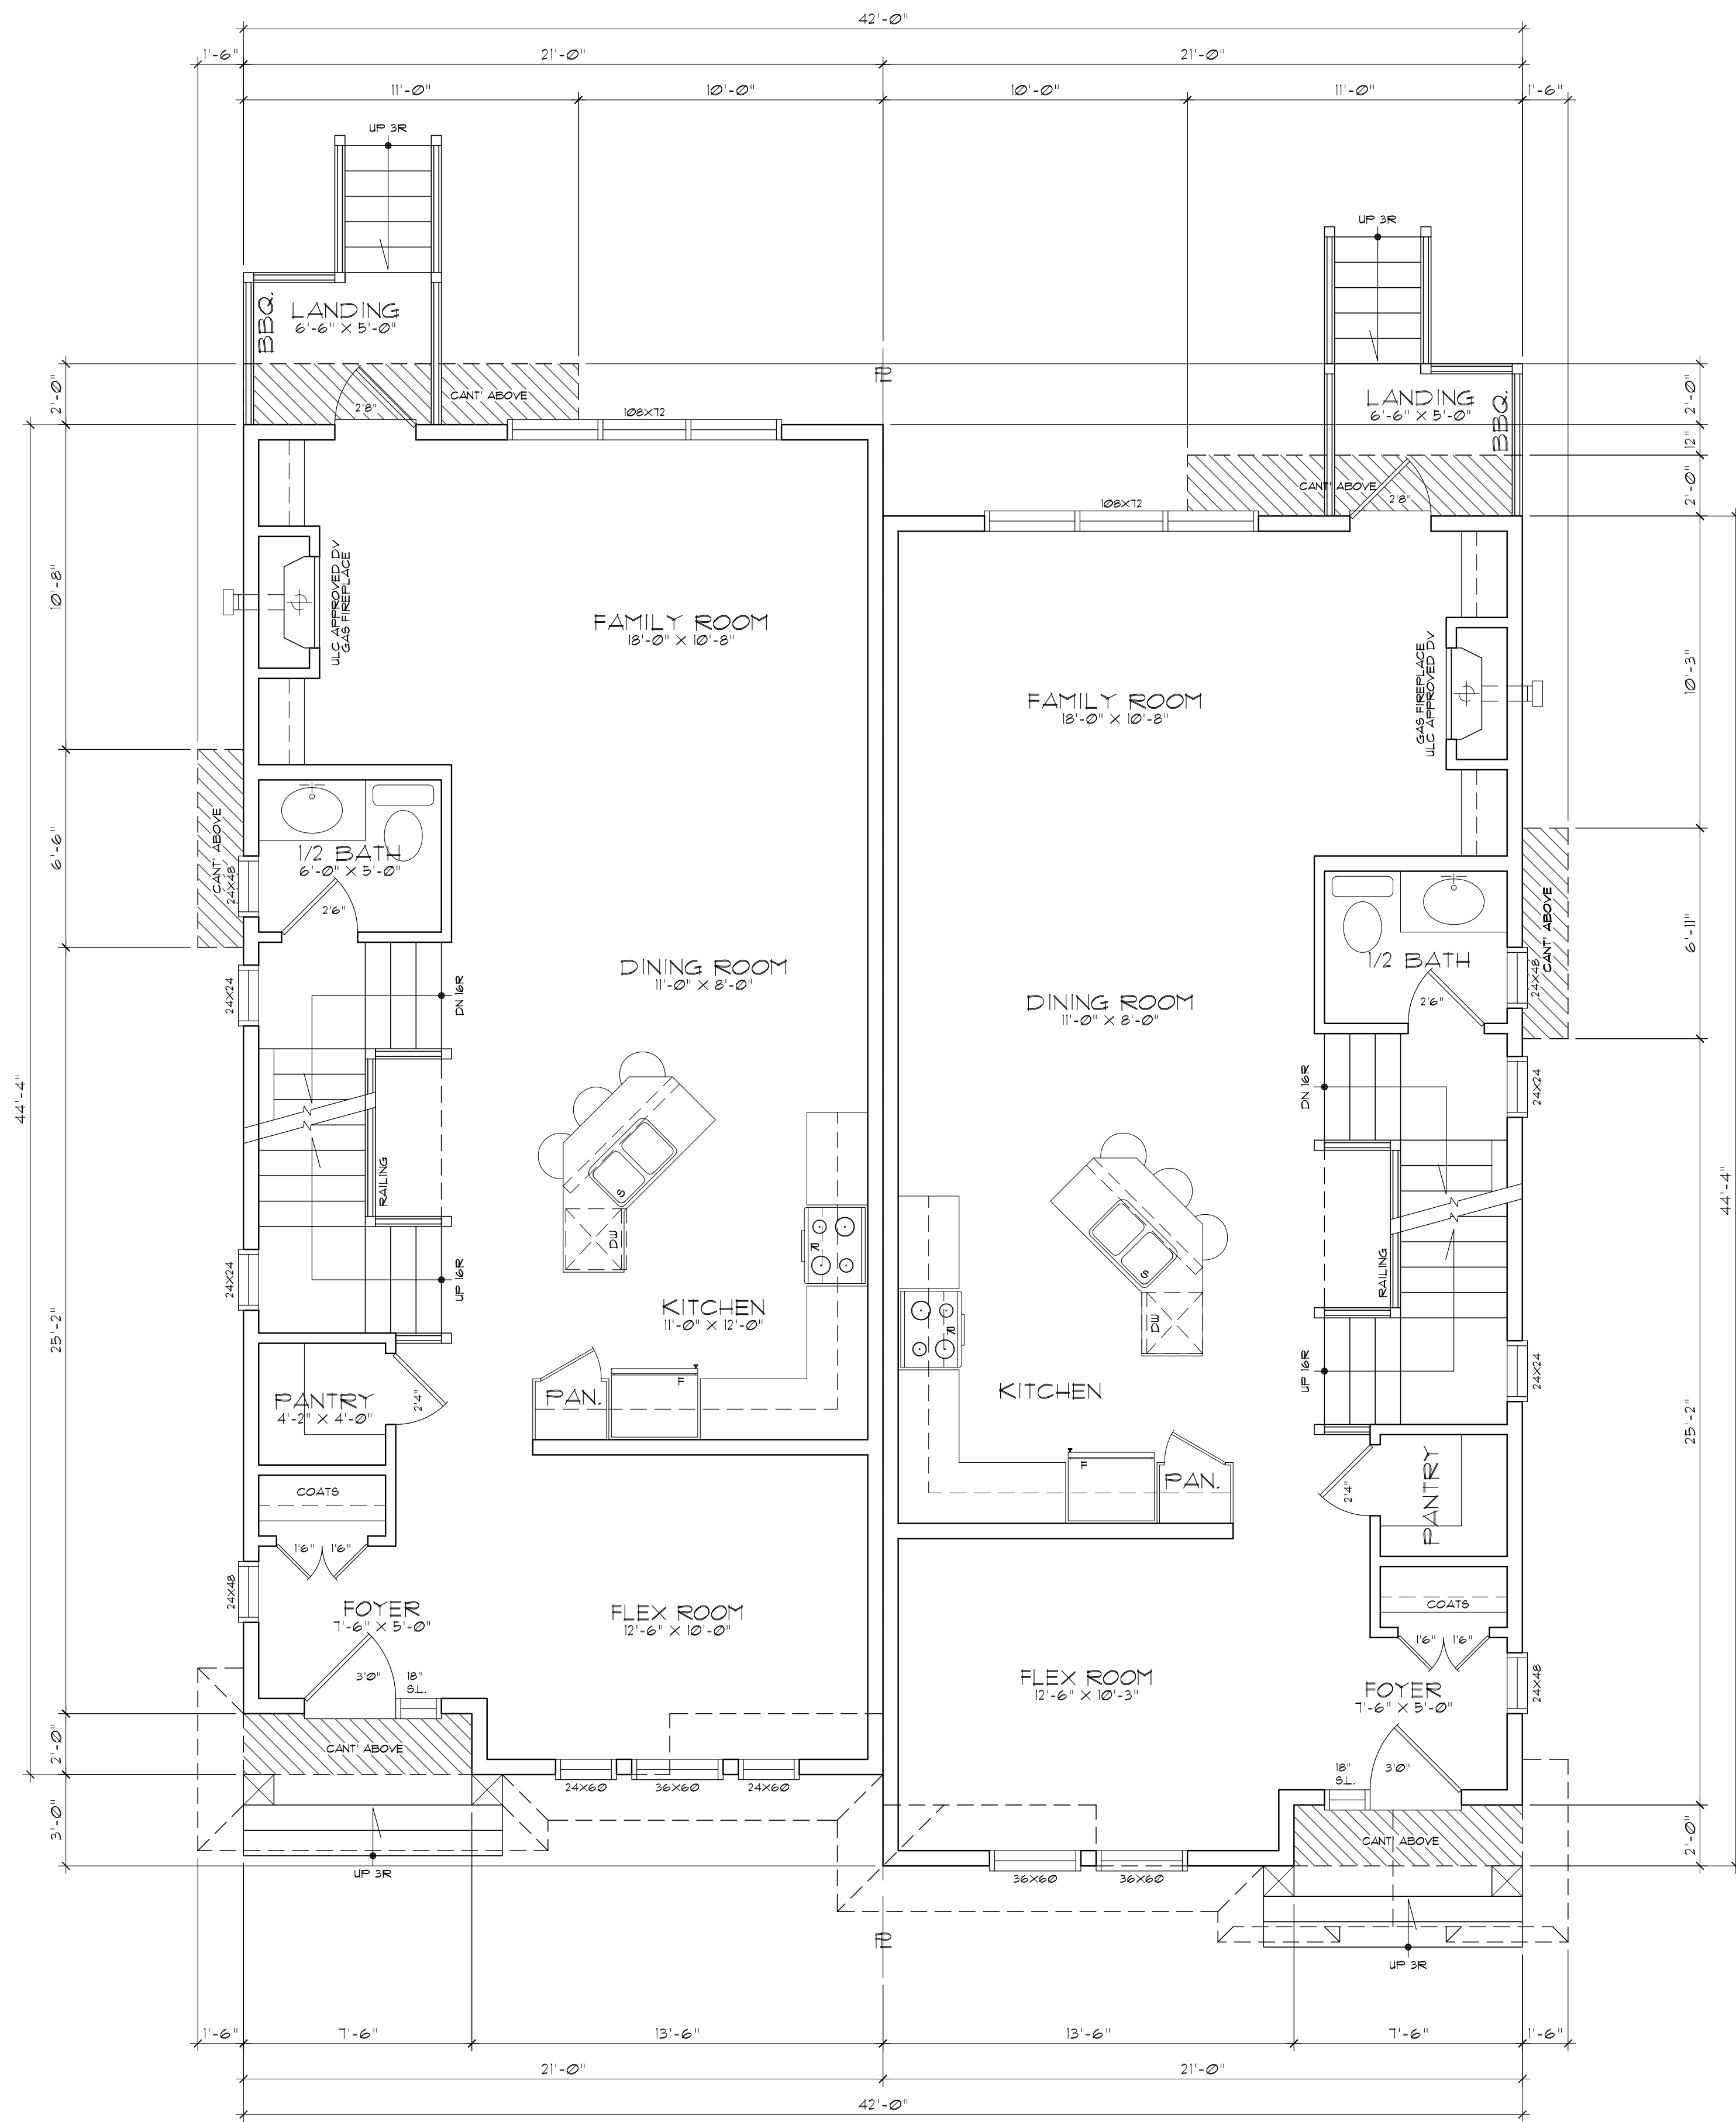 42'-0"
1'-6"
21'-0"
21'-0"
11'-0"
10'-0"
10'-0"
11'-0"
1'-6"
UP 3R
UP 3R
BBQ.
LANDING
6'-6" X 5'-0"
LANDING
6'-6" X 5'-0"
BBQ.
2'-0"
CANT' ABOVE
2'8"
108X72
2'-0"
12"
2'-0"
CANT' ABOVE
2'8"
108X72
10'-8"
ULC APPROVED DV
GAS FIREPLACE
FAMILY ROOM
18'-0" X 10'-8"
FAMILY ROOM
18'-0" X 10'-8"
GAS FIREPLACE
ULC APPROVED DV
10'-3"
6'-6"
CANT' ABOVE
24X48
1/2 BATH
6'-0" X 5'-0"
2'6"
1/2 BATH
2'6"
24X48
CANT' ABOVE
6'-11"
24X24
DN 16R
DINING ROOM
11'-0" X 8'-0"
DINING ROOM
11'-0" X 8'-0"
DN 16R
24X24
44'-4"
RAILING
S
DW
R
S
DW
R
RAILING
44'-4"
24X24
UP 16R
KITCHEN
11'-0" X 12'-0"
KITCHEN
UP 16R
24X24
25'-2"
PANTRY
4'-2" X 4'-0"
2'4"
PAN.
F
F
PAN.
2'4"
PANTRY
25'-2"
COATS
1'6"
1'6"
COATS
1'6"
1'6"
24X48
FOYER
7'-6" X 5'-0"
FLEX ROOM
12'-6" X 10'-0"
FLEX ROOM
12'-6" X 10'-3"
FOYER
7'-6" X 5'-0"
24X48
3'0"
18"
S.L.
2'-0"
CANT' ABOVE
24X60
36X60
24X60
18"
S.L.
3'0"
3'-0"
UP 3R
CANT' ABOVE
2'-0"
36X60
36X60
UP 3R
1'-6"
7'-6"
13'-6"
13'-6"
7'-6"
1'-6"
21'-0"
21'-0"
42'-0"